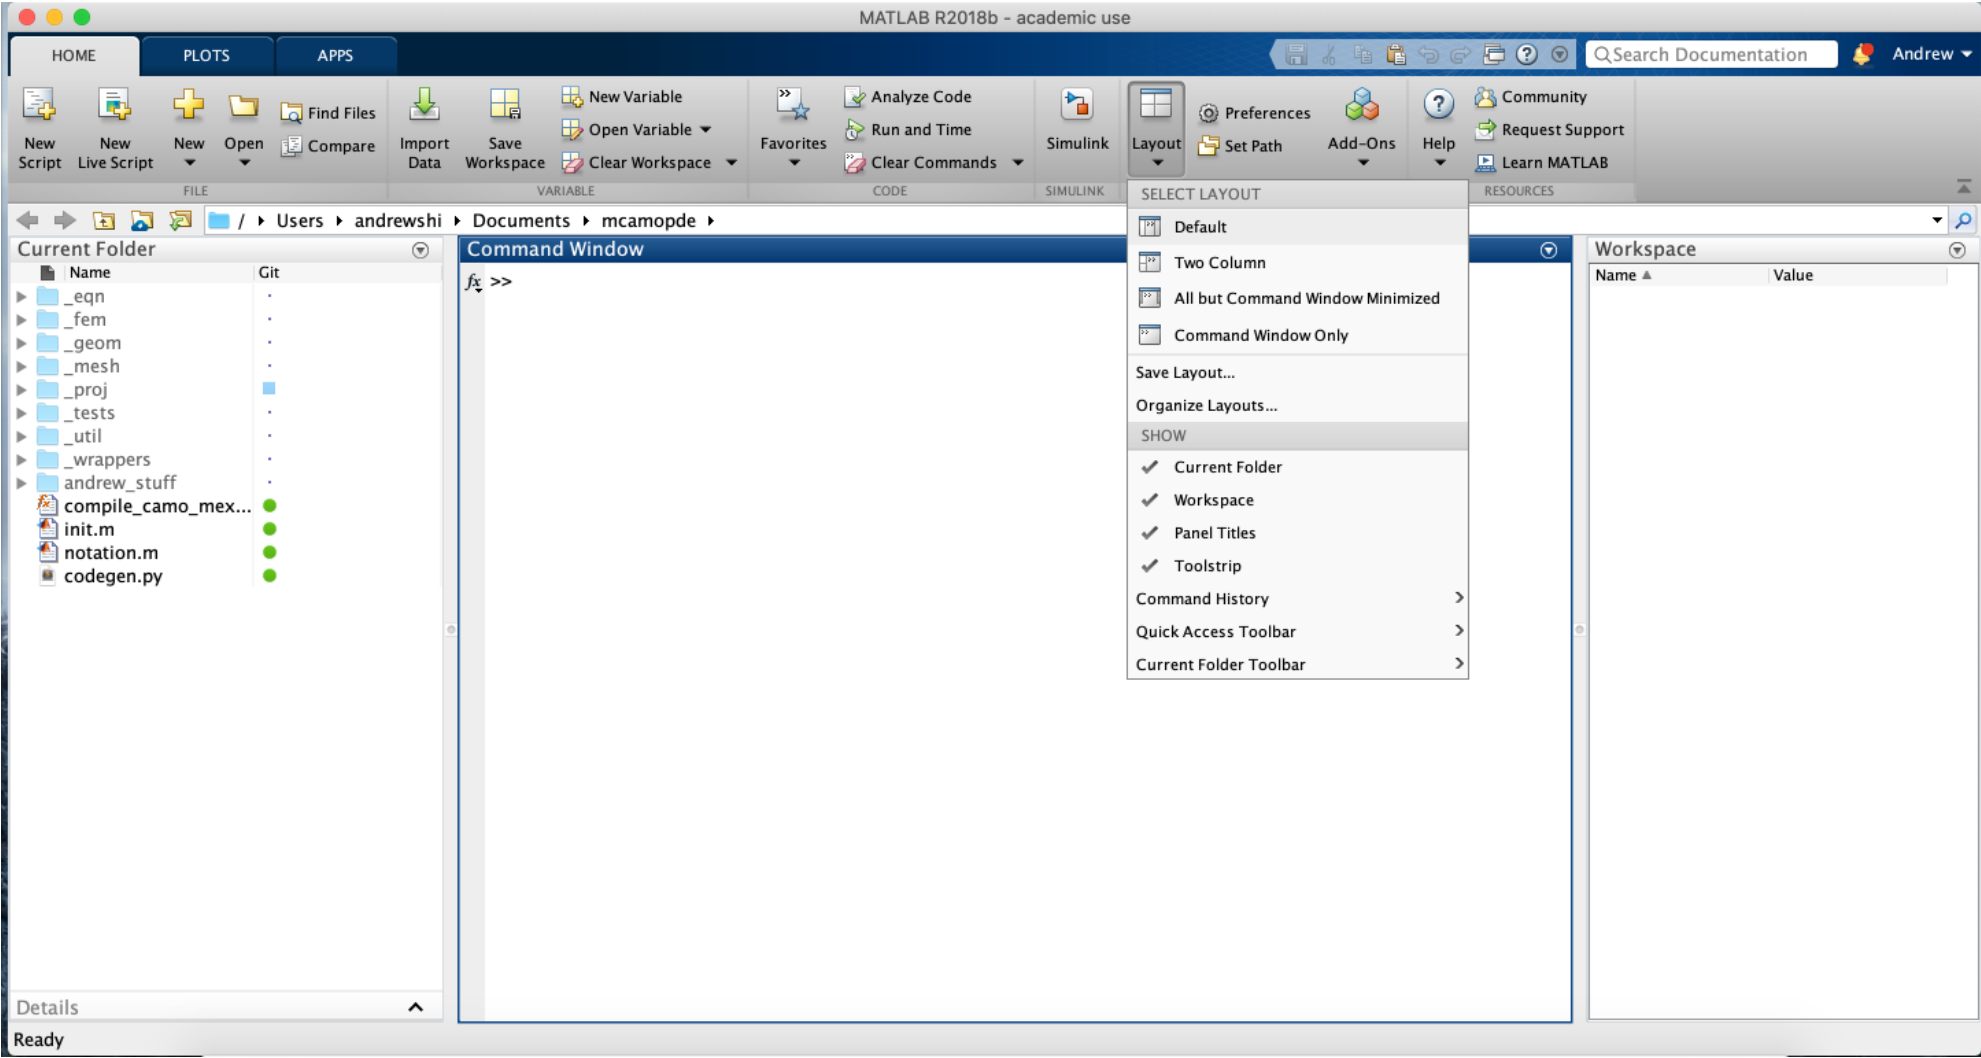 MATLAB R2018b - academic use
HOME PLOTS APPS
Search Documentation
Andrew
New Script
New Live Script
New
Open
Find Files
Compare
FILE
Import Data
Save Workspace
New Variable
Open Variable
Clear Workspace
VARIABLE
Favorites
Analyze Code
Run and Time
Clear Commands
CODE
Simulink
SIMULINK
Layout
Preferences
Set Path
Add-Ons
Help
Community
Request Support
Learn MATLAB
RESOURCES
/ Users andrewshi Documents mcamopde
Current Folder
Name Git
_eqn
_fem
_geom
_mesh
_proj
_tests
_util
_wrappers
andrew_stuff
compile_camo_mex...
init.m
notation.m
codegen.py
Details
Ready
Command Window
fx >>
SELECT LAYOUT
Default
Two Column
All but Command Window Minimized
Command Window Only
Save Layout...
Organize Layouts...
SHOW
Current Folder
Workspace
Panel Titles
Toolstrip
Command History
Quick Access Toolbar
Current Folder Toolbar
Workspace
Name Value